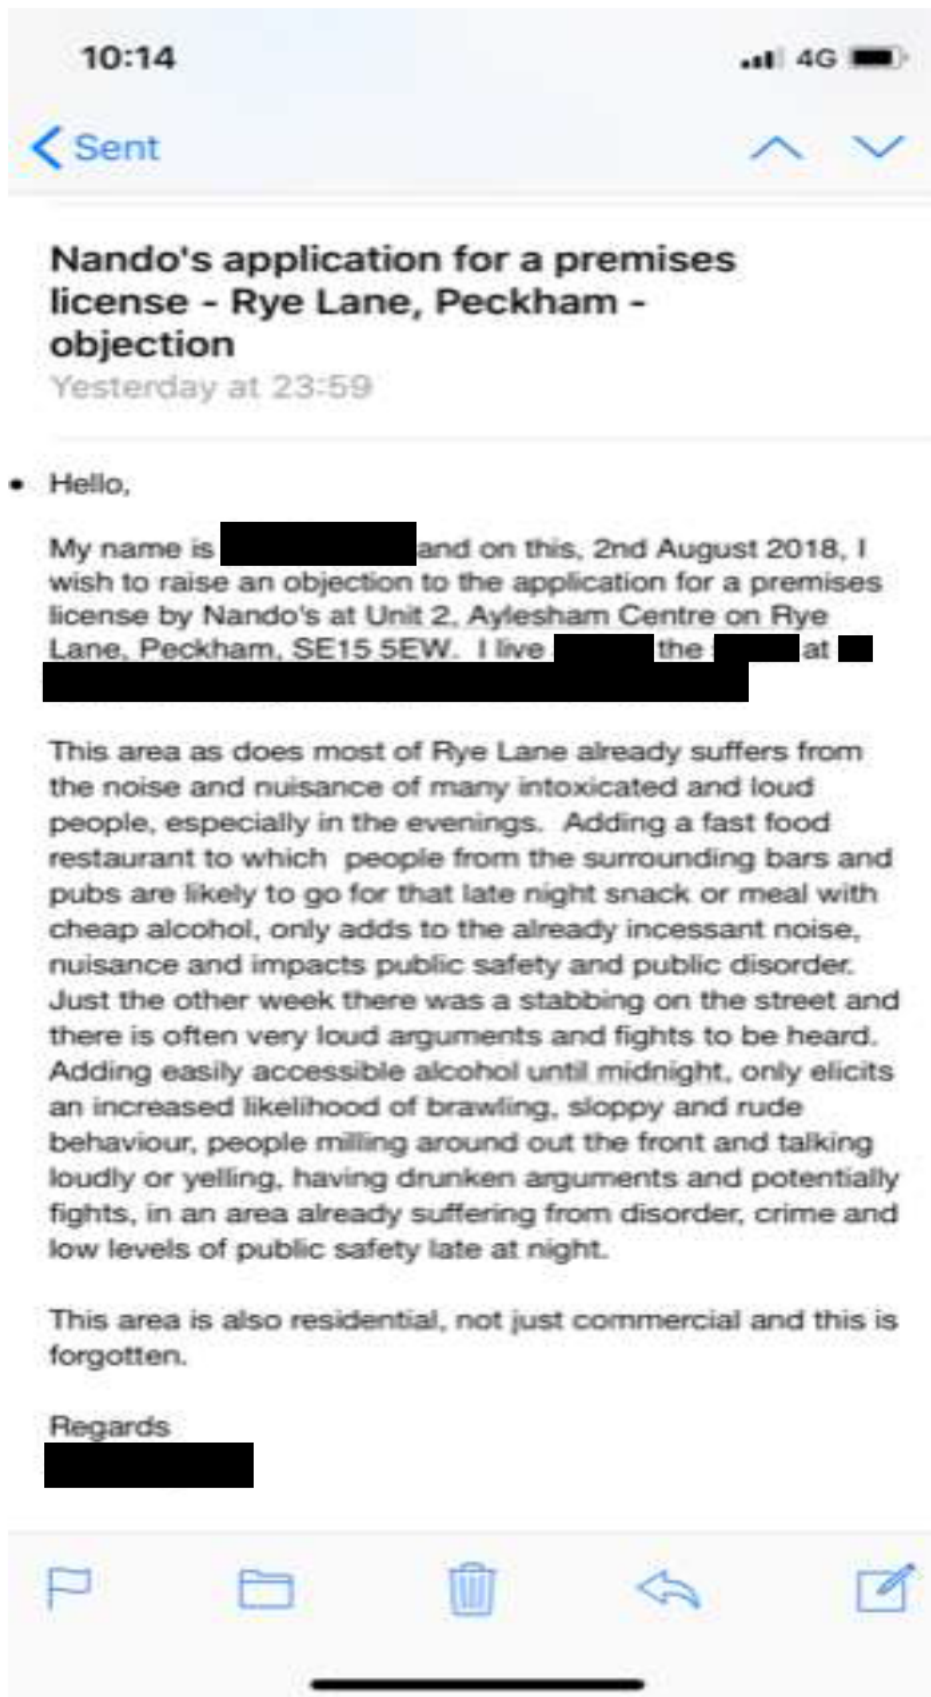 10:14
4G
Sent
Nando's application for a premises
license - Rye Lane, Peckham -
objection
Yesterday at 23:59
• Hello,
My name is and on this, 2nd August 2018, I
wish to raise an objection to the application for a premises
license by Nando's at Unit 2, Aylesham Centre on Rye
Lane, Peckham, SE15 5EW.  I live the at
This area as does most of Rye Lane already suffers from
the noise and nuisance of many intoxicated and loud
people, especially in the evenings.  Adding a fast food
restaurant to which  people from the surrounding bars and
pubs are likely to go for that late night snack or meal with
cheap alcohol, only adds to the already incessant noise,
nuisance and impacts public safety and public disorder.
Just the other week there was a stabbing on the street and
there is often very loud arguments and fights to be heard.
Adding easily accessible alcohol until midnight, only elicits
an increased likelihood of brawling, sloppy and rude
behaviour, people milling around out the front and talking
loudly or yelling, having drunken arguments and potentially
fights, in an area already suffering from disorder, crime and
low levels of public safety late at night.
This area is also residential, not just commercial and this is
forgotten.
Regards